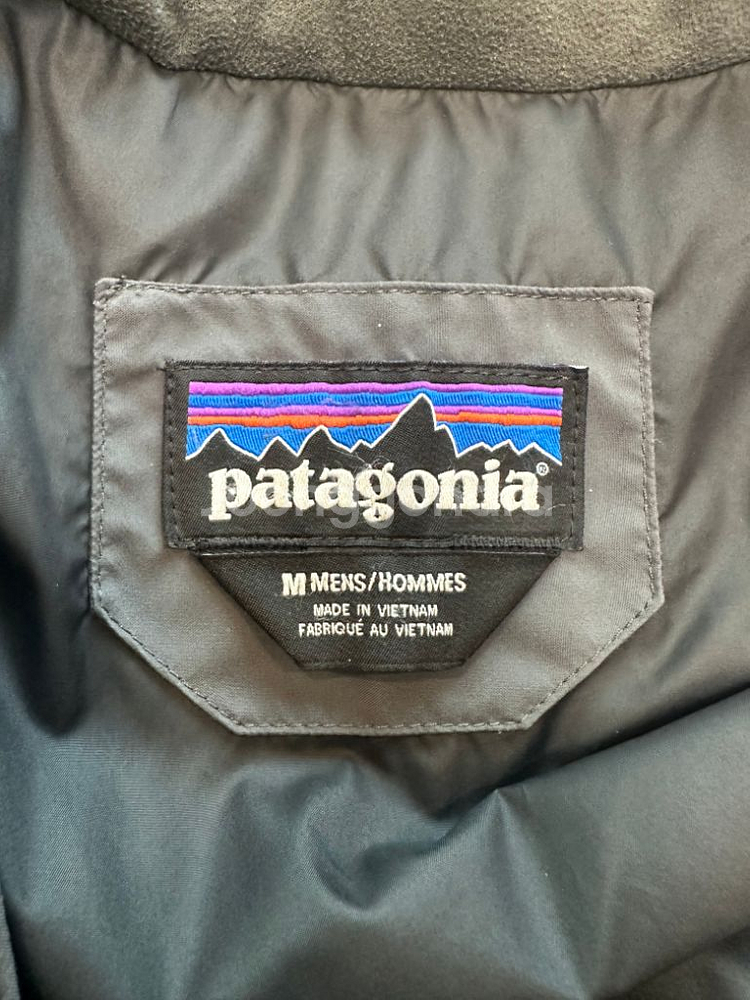 patagonia®
M MENS/HOMMES
MADE IN VIETNAM
FABRIQUÉ AU VIETNAM